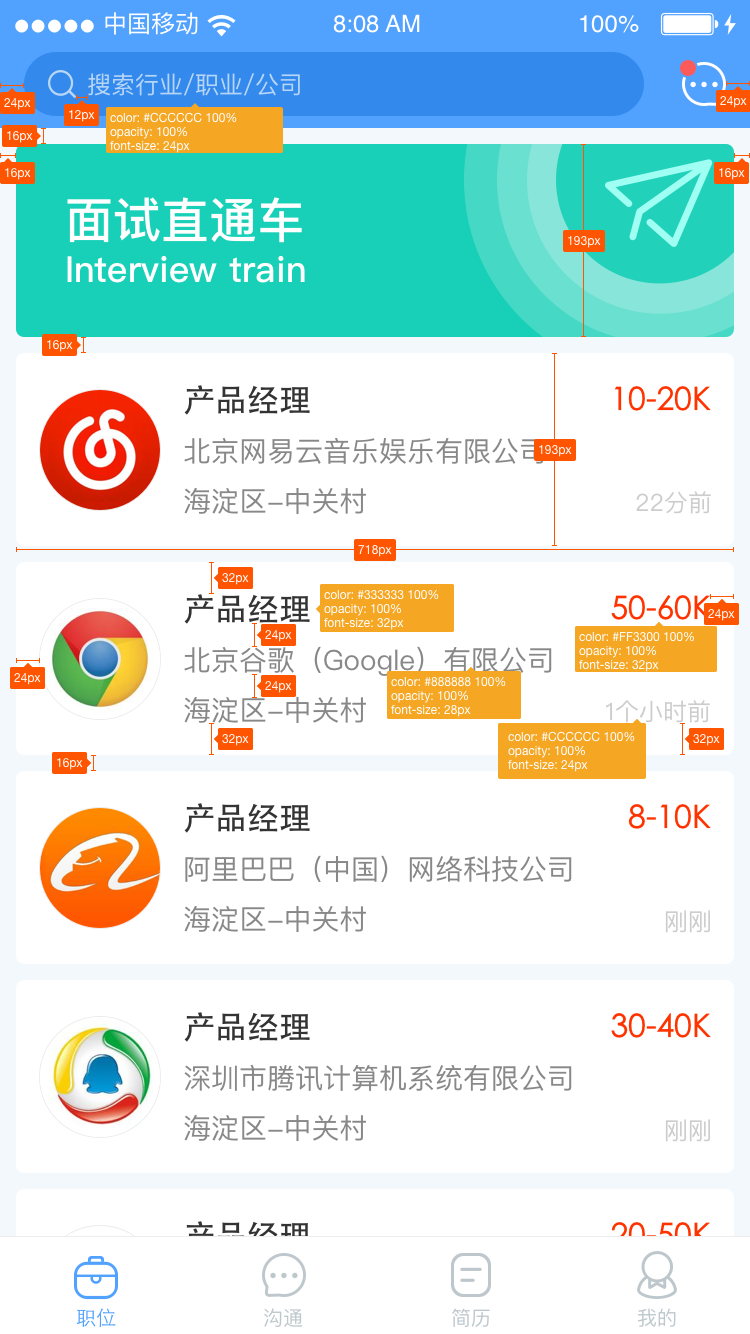 中国移动 8:08 AM 100%
搜索行业/职业/公司
24px
12px
24px
color: #CCCCCC 100%
opacity: 100%
font-size: 24px
16px
16px
16px
面试直通车
Interview train
193px
16px
产品经理 10-20K
北京网易云音乐娱乐有限公司
193px
海淀区-中关村 22分前
718px
32px
产品经理 50-60K
color: #333333 100%
opacity: 100%
font-size: 32px
24px
24px
color: #FF3300 100%
opacity: 100%
font-size: 32px
北京谷歌（Google）有限公司
24px
24px
color: #888888 100%
opacity: 100%
font-size: 28px
海淀区-中关村 1个小时前
32px
color: #CCCCCC 100%
opacity: 100%
font-size: 24px
32px
16px
产品经理 8-10K
阿里巴巴（中国）网络科技公司
海淀区-中关村 刚刚
产品经理 30-40K
深圳市腾讯计算机系统有限公司
海淀区-中关村 刚刚
产品经理 20-50K
职位 沟通 简历 我的